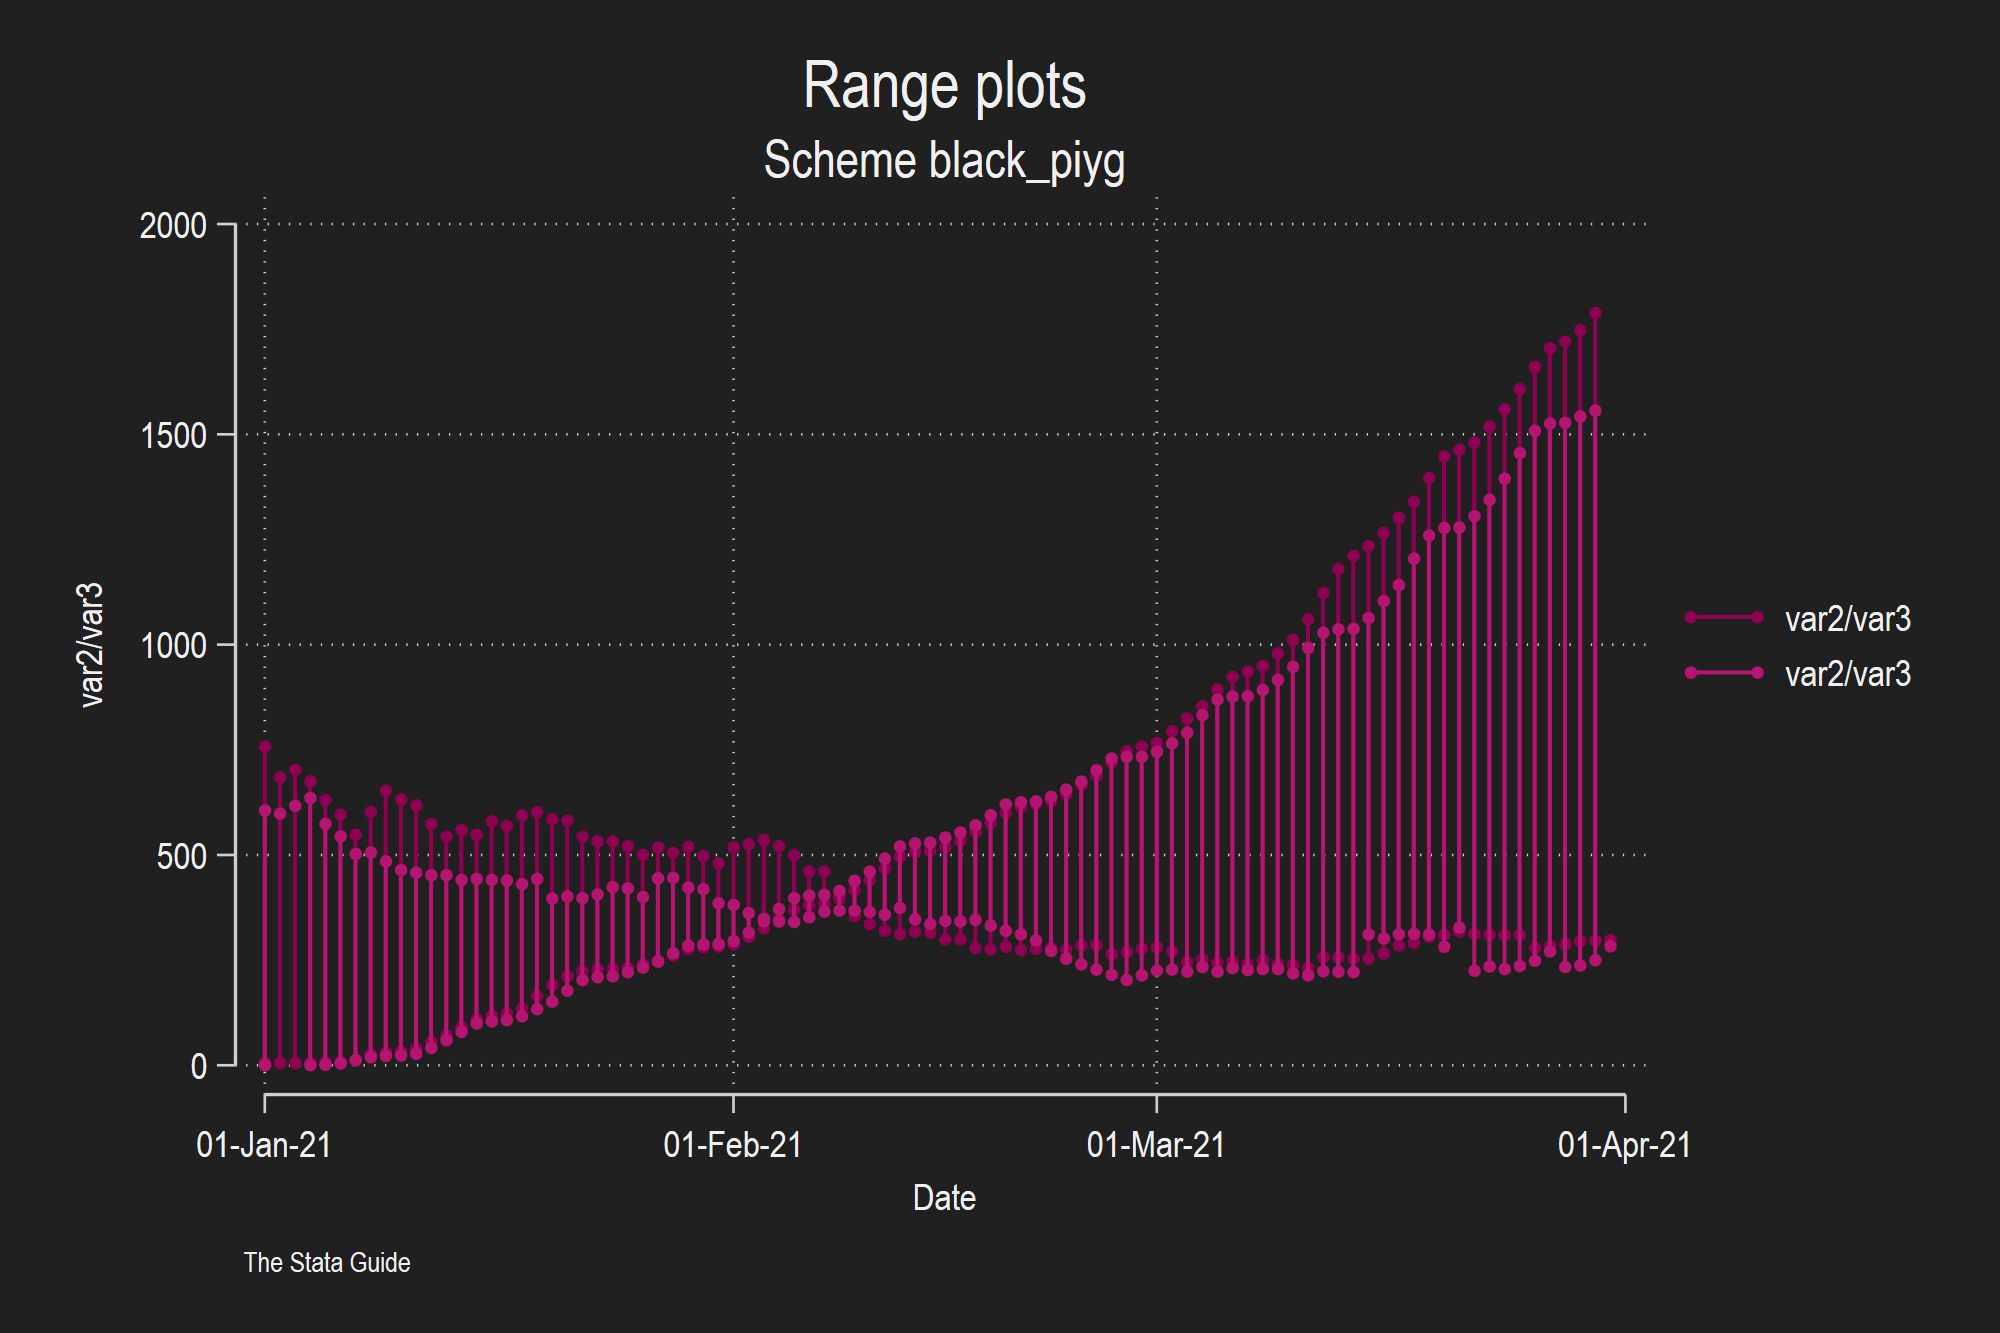 Range plots
Scheme black_piyg
2000
1500
1000
500
0
var2/var3
var2/var3
var2/var3
01-Jan-21
01-Feb-21
01-Mar-21
01-Apr-21
Date
The Stata Guide